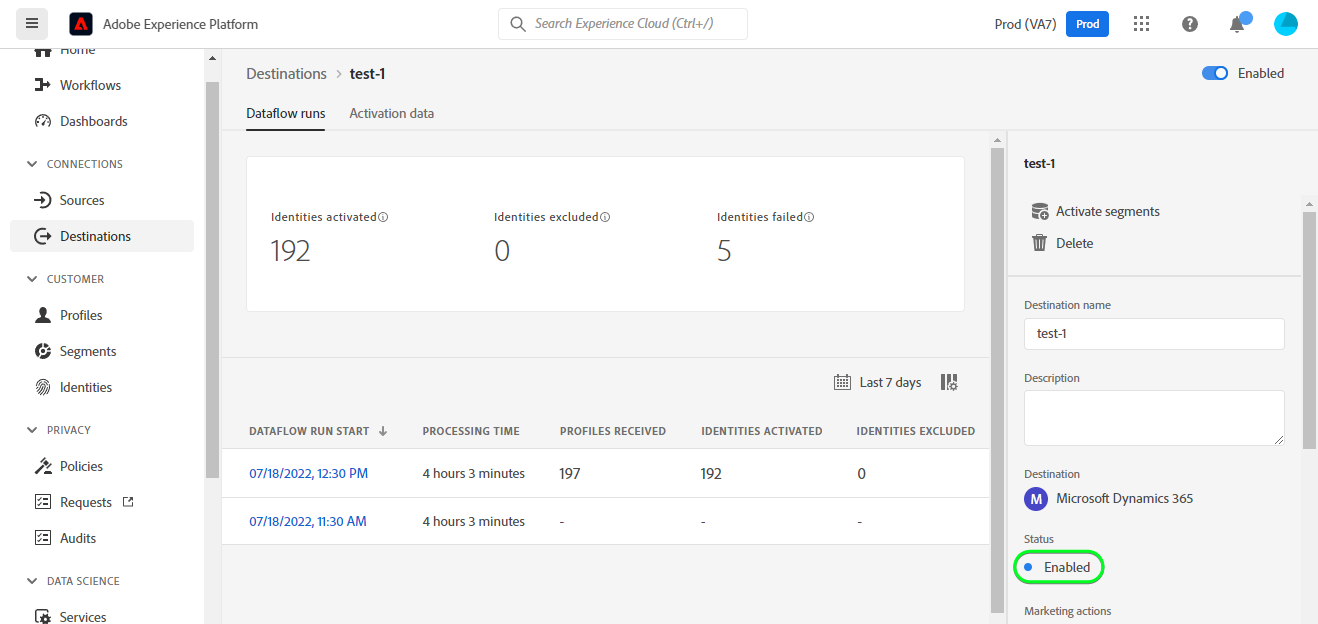 Adobe Experience Platform
Search Experience Cloud (Ctrl+/)
Prod (VA7)
Prod
Home
Workflows
Dashboards
CONNECTIONS
Sources
Destinations
CUSTOMER
Profiles
Segments
Identities
PRIVACY
Policies
Requests
Audits
DATA SCIENCE
Services
Destinations > test-1
Enabled
Dataflow runs Activation data
Identities activated Identities excluded Identities failed
192 0 5
Last 7 days
DATAFLOW RUN START PROCESSING TIME PROFILES RECEIVED IDENTITIES ACTIVATED IDENTITIES EXCLUDED
07/18/2022, 12:30 PM 4 hours 3 minutes 197 192 0
07/18/2022, 11:30 AM 4 hours 3 minutes - - -
test-1
Activate segments
Delete
Destination name
test-1
Description
Destination
M Microsoft Dynamics 365
Status
Enabled
Marketing actions